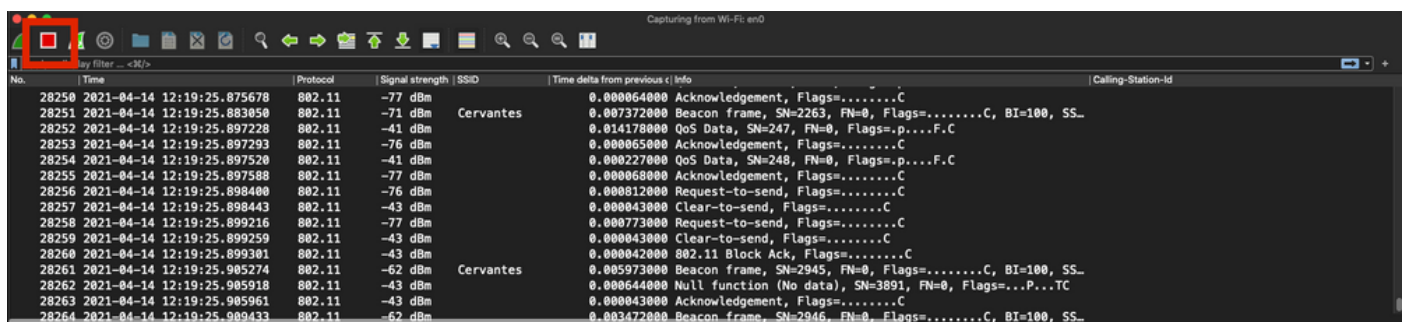 Capturing from Wi-Fi: en0
lay filter ... <⌘/>
+
No. Time Protocol Signal strength SSID Time delta from previous c Info Calling-Station-Id
28250 2021-04-14 12:19:25.875678 802.11 -77 dBm 0.000064000 Acknowledgement, Flags=........C
28251 2021-04-14 12:19:25.883050 802.11 -71 dBm Cervantes 0.007372000 Beacon frame, SN=2263, FN=0, Flags=........C, BI=100, SS…
28252 2021-04-14 12:19:25.897228 802.11 -41 dBm 0.014178000 QoS Data, SN=247, FN=0, Flags=.p....F.C
28253 2021-04-14 12:19:25.897293 802.11 -76 dBm 0.000065000 Acknowledgement, Flags=........C
28254 2021-04-14 12:19:25.897520 802.11 -41 dBm 0.000227000 QoS Data, SN=248, FN=0, Flags=.p....F.C
28255 2021-04-14 12:19:25.897588 802.11 -77 dBm 0.000068000 Acknowledgement, Flags=........C
28256 2021-04-14 12:19:25.898400 802.11 -76 dBm 0.000812000 Request-to-send, Flags=........C
28257 2021-04-14 12:19:25.898443 802.11 -43 dBm 0.000043000 Clear-to-send, Flags=........C
28258 2021-04-14 12:19:25.899216 802.11 -77 dBm 0.000773000 Request-to-send, Flags=........C
28259 2021-04-14 12:19:25.899259 802.11 -43 dBm 0.000043000 Clear-to-send, Flags=........C
28260 2021-04-14 12:19:25.899301 802.11 -43 dBm 0.000042000 802.11 Block Ack, Flags=........C
28261 2021-04-14 12:19:25.905274 802.11 -62 dBm Cervantes 0.005973000 Beacon frame, SN=2945, FN=0, Flags=........C, BI=100, SS…
28262 2021-04-14 12:19:25.905918 802.11 -43 dBm 0.000644000 Null function (No data), SN=3891, FN=0, Flags=...P...TC
28263 2021-04-14 12:19:25.905961 802.11 -43 dBm 0.000043000 Acknowledgement, Flags=........C
28264 2021-04-14 12:19:25.909433 802.11 -62 dBm 0.003472000 Beacon frame, SN=2946, FN=0, Flags=........C, BI=100, SS…